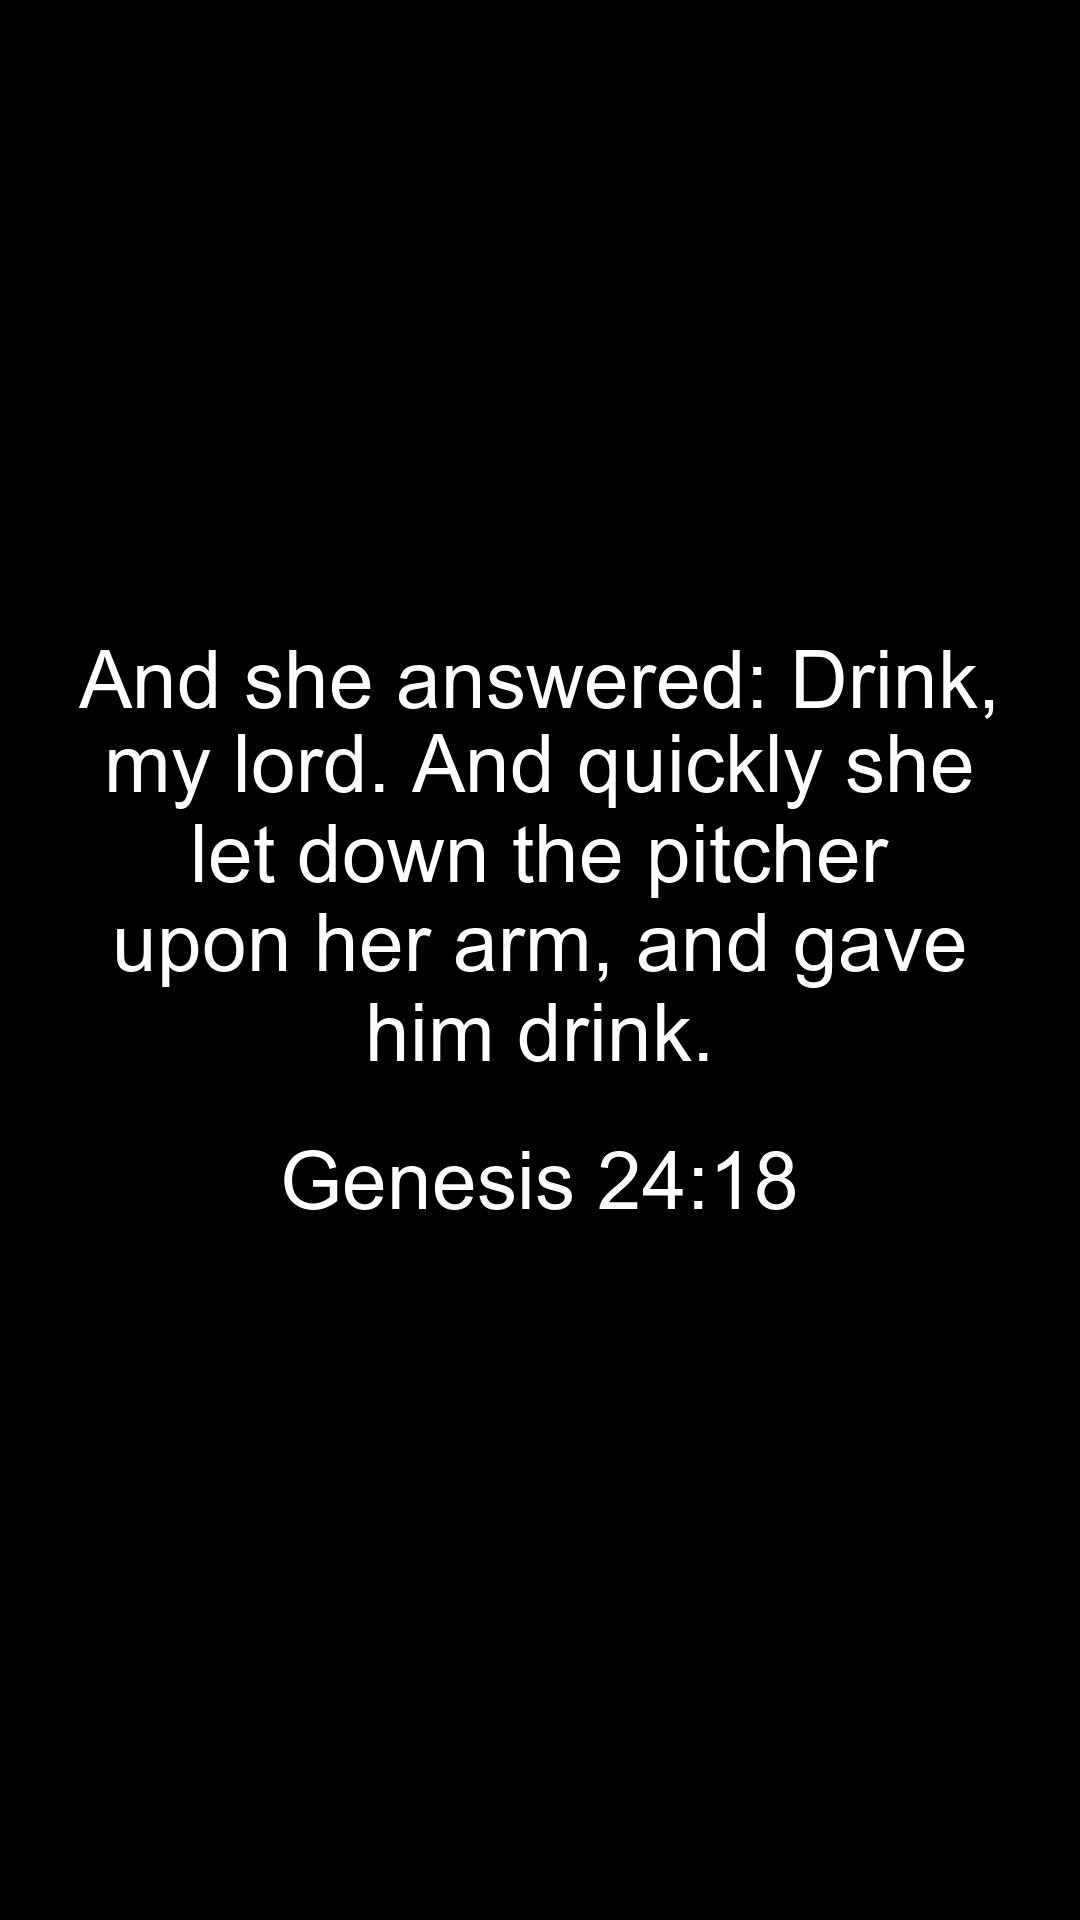 And she answered: Drink,
my lord. And quickly she
let down the pitcher
upon her arm, and gave
him drink.
Genesis 24:18